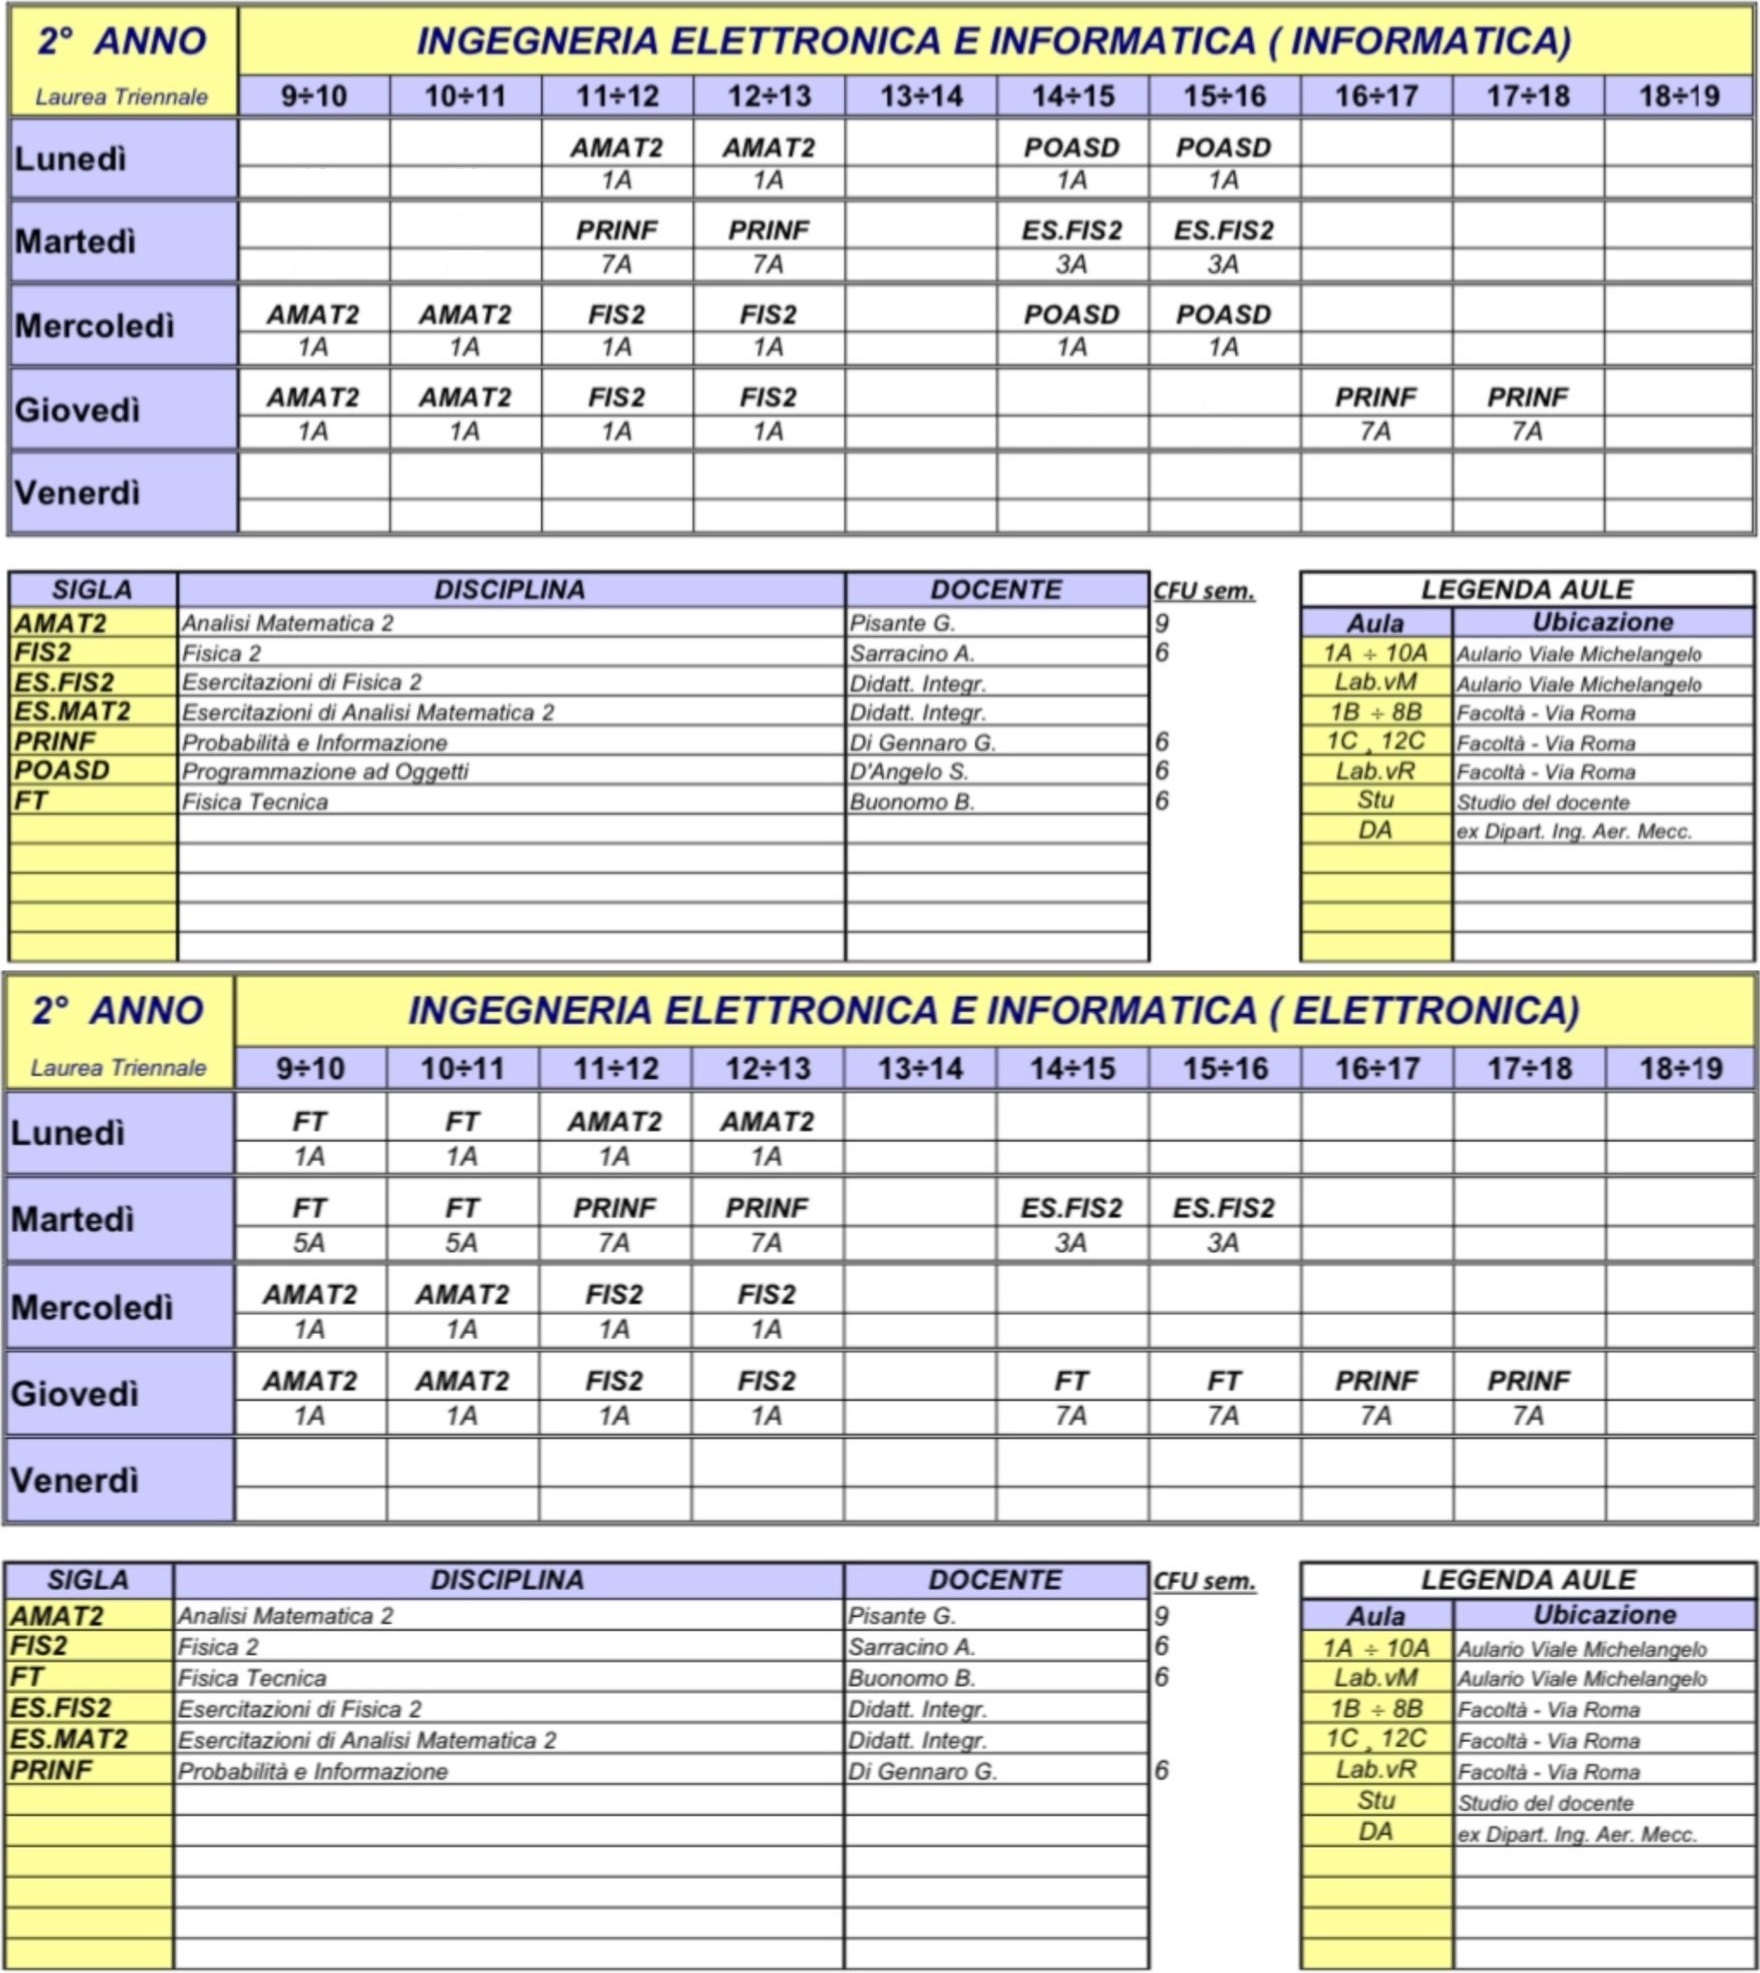 2° ANNO INGEGNERIA ELETTRONICA E INFORMATICA ( INFORMATICA)
Laurea Triennale 9÷10 10÷11 11÷12 12÷13 13÷14 14÷15 15÷16 16÷17 17÷18 18÷19
Lunedì AMAT2 AMAT2 POASD POASD
1A 1A 1A 1A
Martedì PRINF PRINF ES.FIS2 ES.FIS2
7A 7A 3A 3A
Mercoledì AMAT2 AMAT2 FIS2 FIS2 POASD POASD
1A 1A 1A 1A 1A 1A
Giovedì AMAT2 AMAT2 FIS2 FIS2 PRINF PRINF
1A 1A 1A 1A 7A 7A
Venerdì
SIGLA DISCIPLINA DOCENTE CFU sem. LEGENDA AULE
AMAT2 Analisi Matematica 2 Pisante G. 9 Aula Ubicazione
FIS2 Fisica 2 Sarracino A. 6 1A ÷ 10A Aulario Viale Michelangelo
ES.FIS2 Esercitazioni di Fisica 2 Didatt. Integr. Lab.vM Aulario Viale Michelangelo
ES.MAT2 Esercitazioni di Analisi Matematica 2 Didatt. Integr. 1B ÷ 8B Facoltà - Via Roma
PRINF Probabilità e Informazione Di Gennaro G. 6 1C ¸ 12C Facoltà - Via Roma
POASD Programmazione ad Oggetti D'Angelo S. 6 Lab.vR Facoltà - Via Roma
FT Fisica Tecnica Buonomo B. 6 Stu Studio del docente
DA ex Dipart. Ing. Aer. Mecc.
2° ANNO INGEGNERIA ELETTRONICA E INFORMATICA ( ELETTRONICA)
Laurea Triennale 9÷10 10÷11 11÷12 12÷13 13÷14 14÷15 15÷16 16÷17 17÷18 18÷19
Lunedì FT FT AMAT2 AMAT2
1A 1A 1A 1A
Martedì FT FT PRINF PRINF ES.FIS2 ES.FIS2
5A 5A 7A 7A 3A 3A
Mercoledì AMAT2 AMAT2 FIS2 FIS2
1A 1A 1A 1A
Giovedì AMAT2 AMAT2 FIS2 FIS2 FT FT PRINF PRINF
1A 1A 1A 1A 7A 7A 7A 7A
Venerdì
SIGLA DISCIPLINA DOCENTE CFU sem. LEGENDA AULE
AMAT2 Analisi Matematica 2 Pisante G. 9 Aula Ubicazione
FIS2 Fisica 2 Sarracino A. 6 1A ÷ 10A Aulario Viale Michelangelo
FT Fisica Tecnica Buonomo B. 6 Lab.vM Aulario Viale Michelangelo
ES.FIS2 Esercitazioni di Fisica 2 Didatt. Integr. 1B ÷ 8B Facoltà - Via Roma
ES.MAT2 Esercitazioni di Analisi Matematica 2 Didatt. Integr. 1C ¸ 12C Facoltà - Via Roma
PRINF Probabilità e Informazione Di Gennaro G. 6 Lab.vR Facoltà - Via Roma
Stu Studio del docente
DA ex Dipart. Ing. Aer. Mecc.